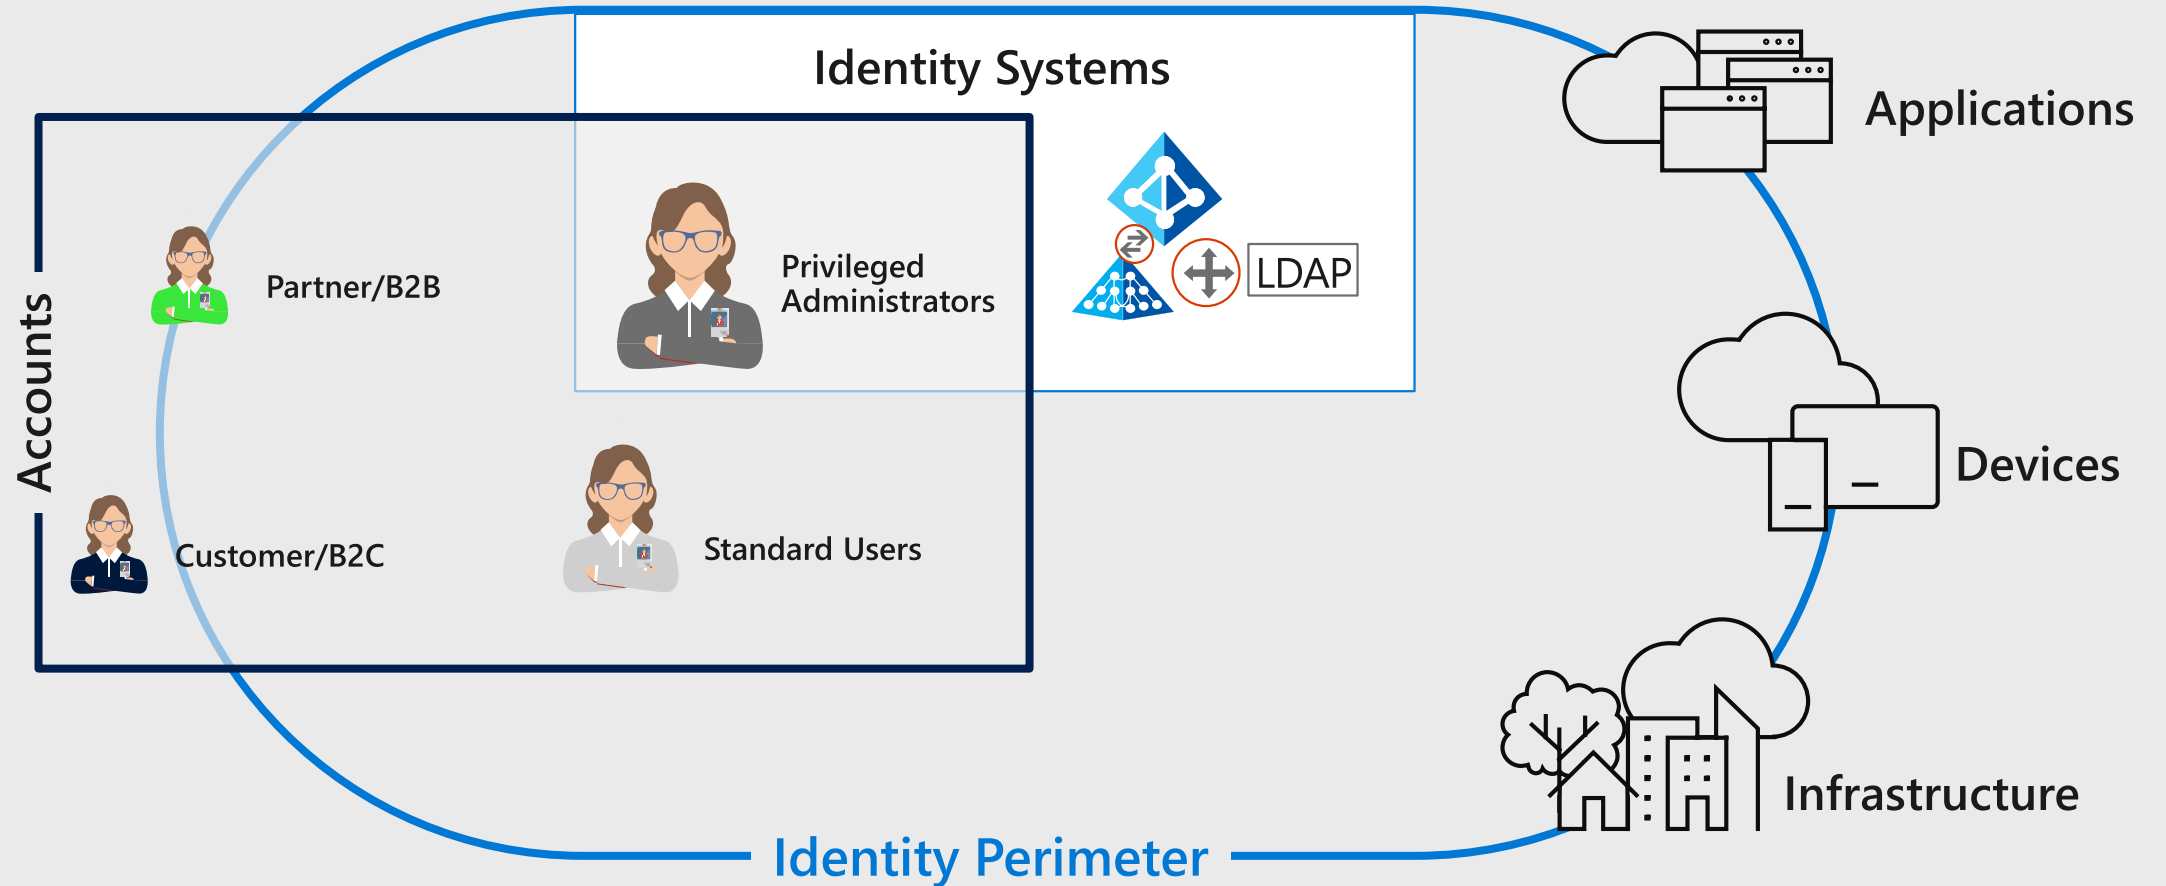 Identity Systems
Applications
Accounts
Partner/B2B
Privileged
Administrators
LDAP
Devices
Customer/B2C
Standard Users
Infrastructure
Identity Perimeter